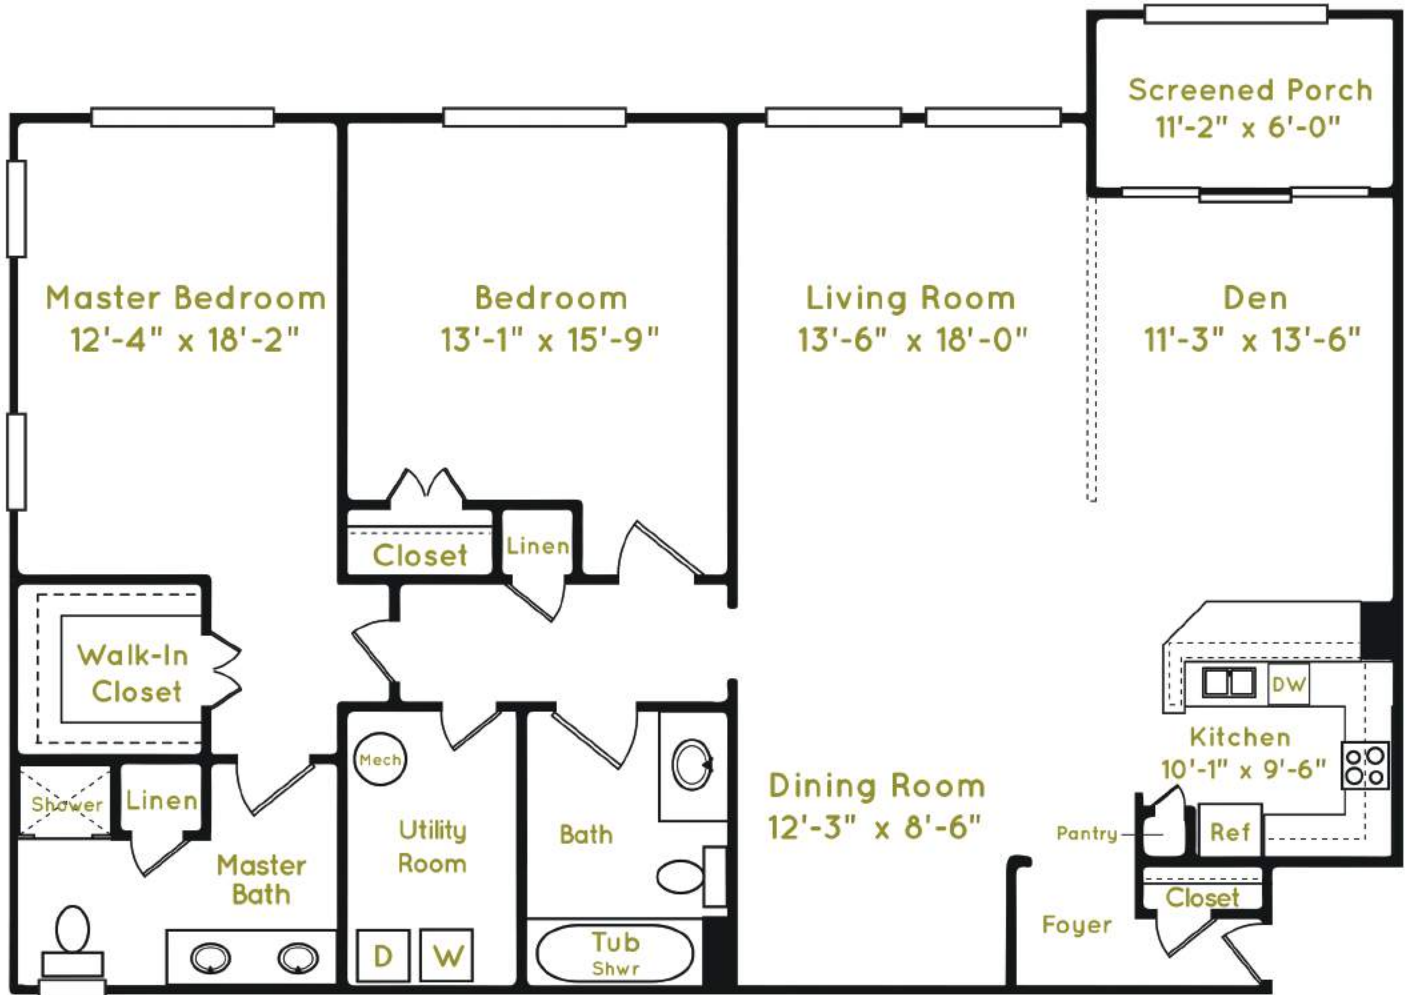 Screened Porch
11'-2" x 6'-0"
Master Bedroom
12'-4" x 18'-2"
Bedroom
13'-1" x 15'-9"
Living Room
13'-6" x 18'-0"
Den
11'-3" x 13'-6"
Closet
Linen
Walk-In
Closet
DW
Kitchen
10'-1" x 9'-6"
Mech
Dining Room
12'-3" x 8'-6"
Shower
Linen
Utility
Room
Bath
Pantry
Ref
Master
Bath
Closet
Foyer
D
W
Tub
Shwr